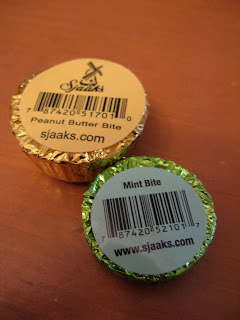 Sjaaks
7 87420 51701 0
Peanut Butter Bite
sjaaks.com
Mint Bite
7 87420 52101 7
www.sjaaks.com